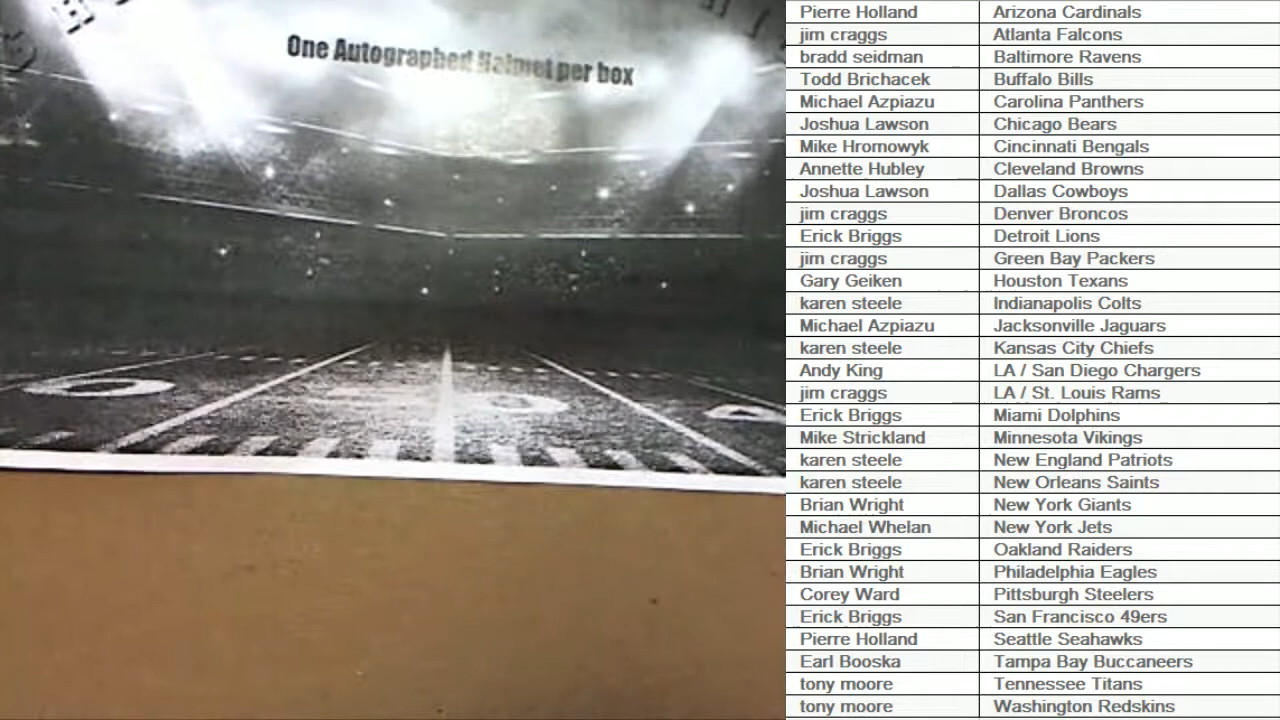 One Autographed Helmet per box
Pierre Holland Arizona Cardinals
jim craggs Atlanta Falcons
bradd seidman Baltimore Ravens
Todd Brichacek Buffalo Bills
Michael Azpiazu Carolina Panthers
Joshua Lawson Chicago Bears
Mike Hromowyk Cincinnati Bengals
Annette Hubley Cleveland Browns
Joshua Lawson Dallas Cowboys
jim craggs Denver Broncos
Erick Briggs Detroit Lions
jim craggs Green Bay Packers
Gary Geiken Houston Texans
karen steele Indianapolis Colts
Michael Azpiazu Jacksonville Jaguars
karen steele Kansas City Chiefs
Andy King LA / San Diego Chargers
jim craggs LA / St. Louis Rams
Erick Briggs Miami Dolphins
Mike Strickland Minnesota Vikings
karen steele New England Patriots
karen steele New Orleans Saints
Brian Wright New York Giants
Michael Whelan New York Jets
Erick Briggs Oakland Raiders
Brian Wright Philadelphia Eagles
Corey Ward Pittsburgh Steelers
Erick Briggs San Francisco 49ers
Pierre Holland Seattle Seahawks
Earl Booska Tampa Bay Buccaneers
tony moore Tennessee Titans
tony moore Washington Redskins